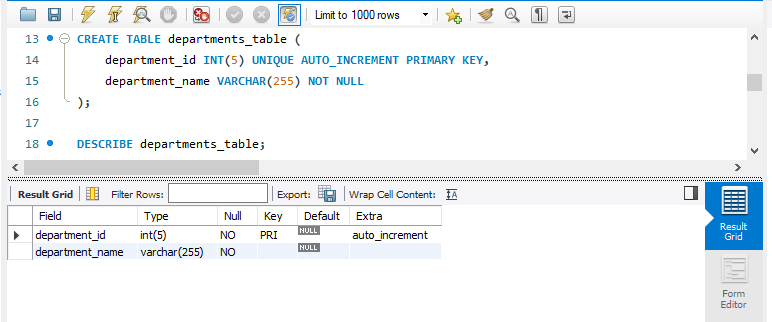 Limit to 1000 rows
13 CREATE TABLE departments_table (
14 department_id INT(5) UNIQUE AUTO_INCREMENT PRIMARY KEY,
15 department_name VARCHAR(255) NOT NULL
16 );
17
18 DESCRIBE departments_table;
Result Grid Filter Rows: Export: Wrap Cell Content:
Field Type Null Key Default Extra
department_id int(5) NO PRI NULL auto_increment
department_name varchar(255) NO NULL
Result
Grid
Form
Editor